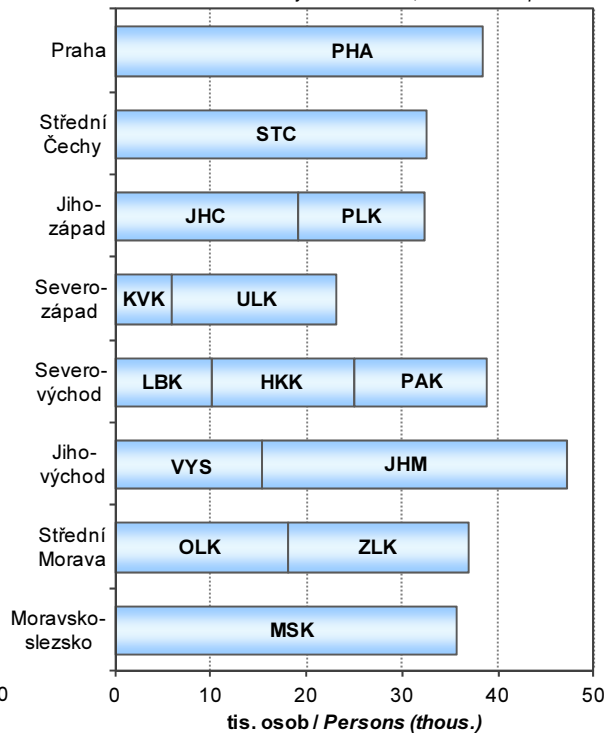 Praha
PHA
Střední
Čechy
STC
Jiho-
západ
JHC PLK
Severo-
západ
KVK ULK
Severo-
východ
LBK HKK PAK
Jiho-
východ
VYS JHM
Střední
Morava
OLK ZLK
Moravsko-
slezsko
MSK
0 10 20 30 40 50
tis. osob / Persons (thous.)